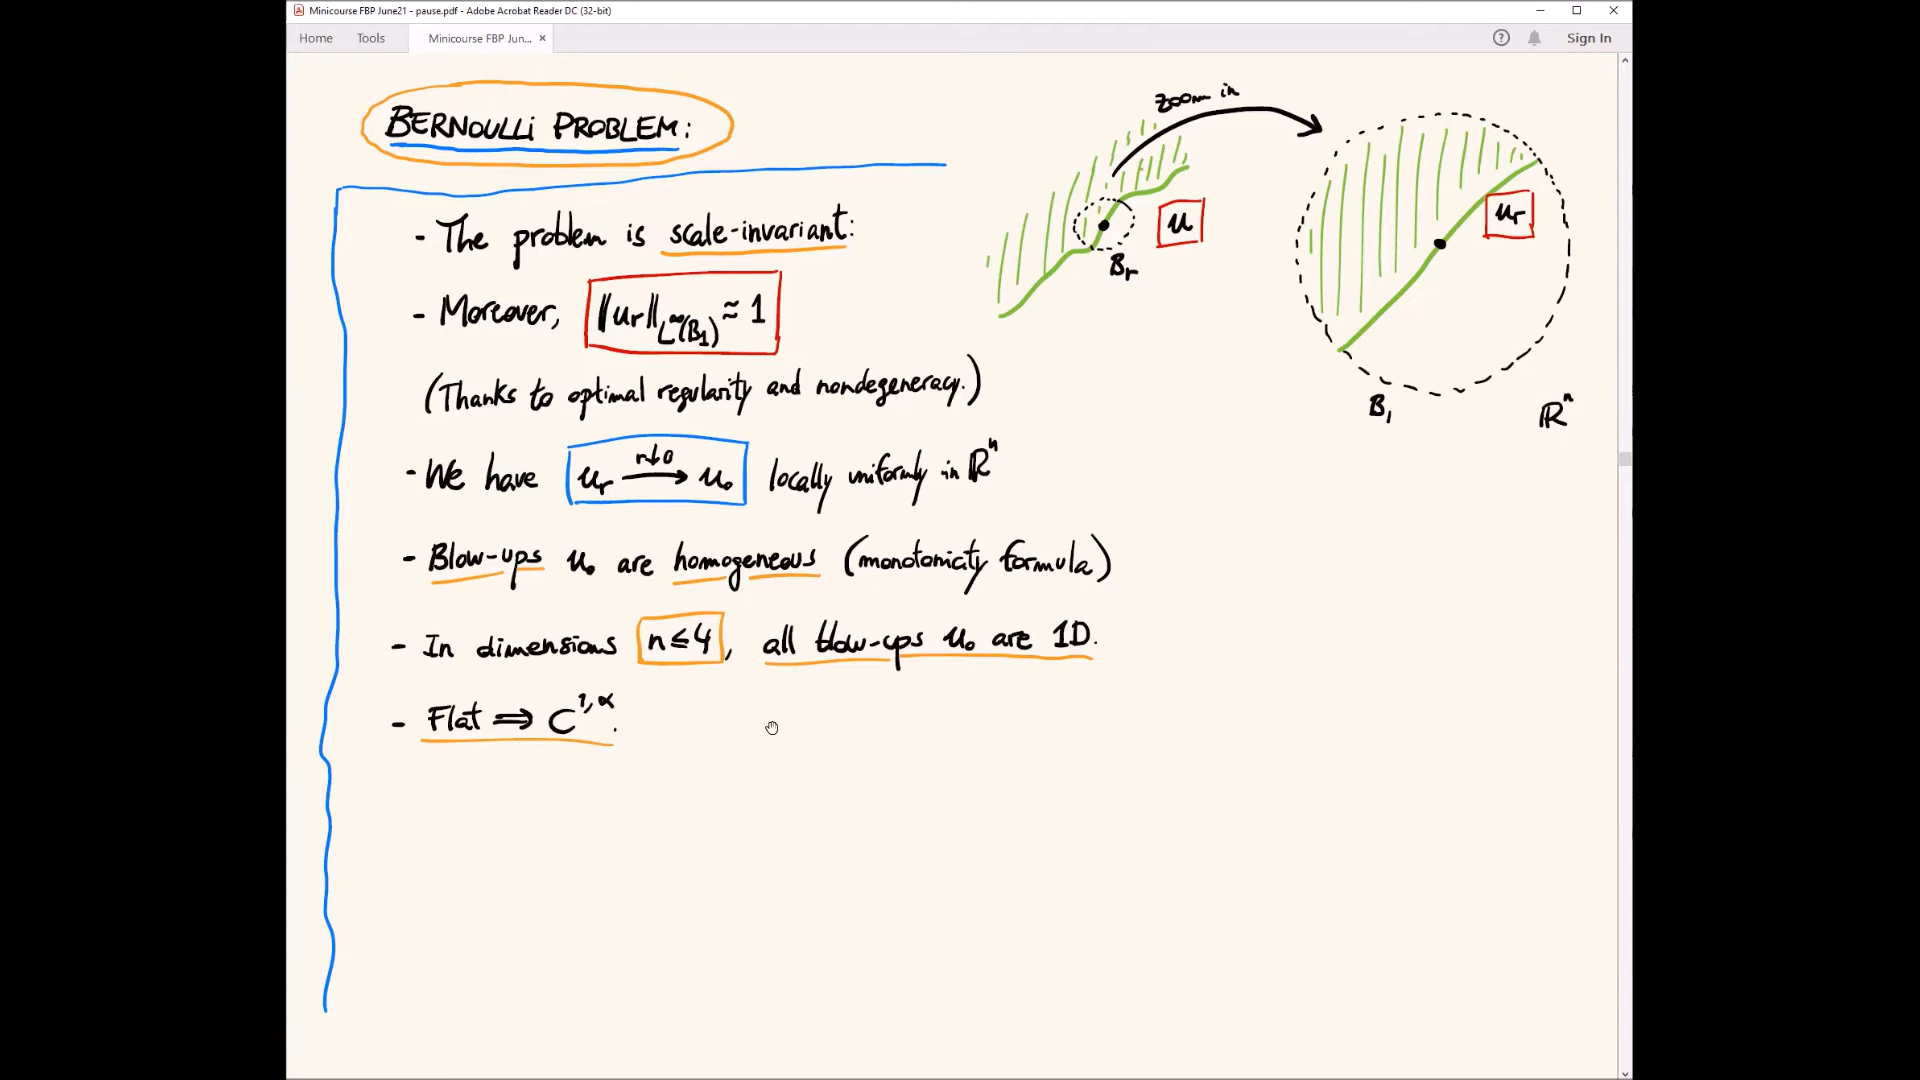 Minicourse FBP June21 - pause.pdf - Adobe Acrobat Reader DC (32-bit)
Home Tools Minicourse FBP Jun... × ? Sign In
BERNOULLI PROBLEM:
- The problem is scale-invariant:
- Moreover, ||u_r||_{L^∞(B_1)} ≈ 1
(Thanks to optimal regularity and nondegeneracy.)
- We have u_r →^{r↓0} u_0 locally uniformly in ℝ^n
- Blow-ups u_0 are homogeneous (monotonicity formula)
- In dimensions n≤4, all blow-ups u_0 are 1D.
- Flat ⟹ C^{1,α}.
zoom in
u
B_r
u_r
B_1
ℝ^n